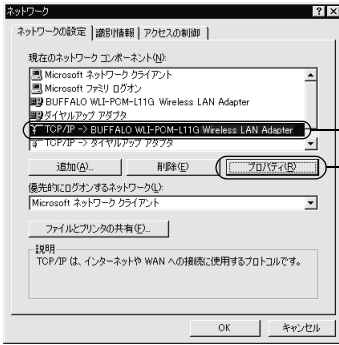 ネットワーク
ネットワークの設定 識別情報 アクセスの制御
現在のネットワーク コンポーネント(N):
Microsoft ネットワーク クライアント
Microsoft ファミリ ログオン
BUFFALO WLI-PCM-L11G Wireless LAN Adapter
ダイヤルアップ アダプタ
TCP/IP -> BUFFALO WLI-PCM-L11G Wireless LAN Adapter
TCP/IP -> ダイヤルアップ アダプタ
追加(A)... 削除(E) プロパティ(R)
優先的にログオンするネットワーク(L):
Microsoft ネットワーク クライアント
ファイルとプリンタの共有(F)...
説明
TCP/IP は、インターネットや WAN への接続に使用するプロトコルです。
OK キャンセル